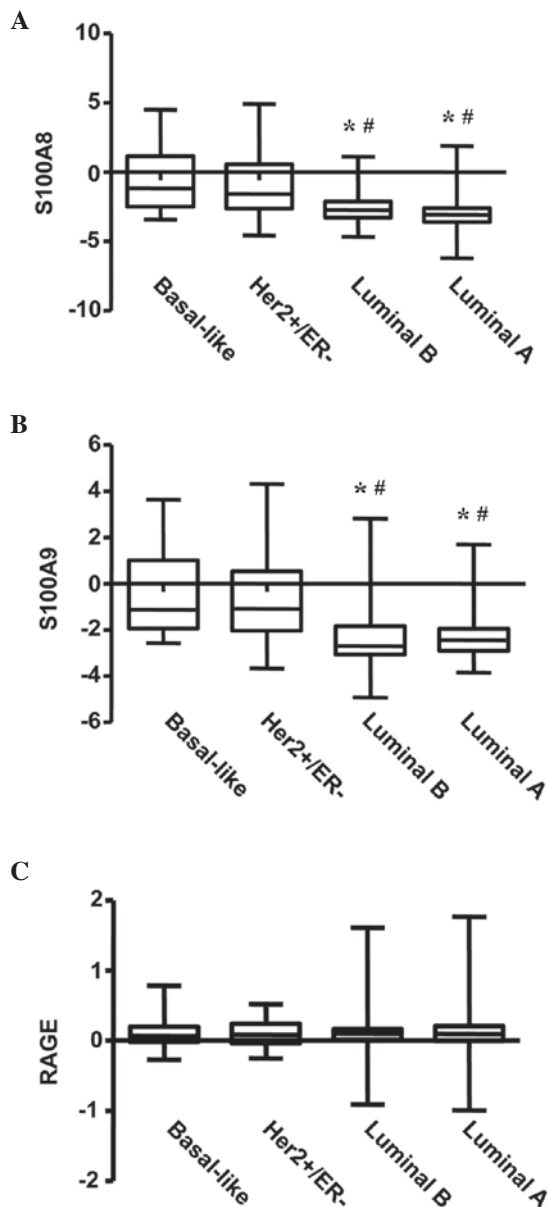 A
S100A8
10
5
0
-5
-10
* #
* #
Basal-like
Her2+/ER-
Luminal B
Luminal A
B
S100A9
6
4
2
0
-2
-4
-6
* #
* #
Basal-like
Her2+/ER-
Luminal B
Luminal A
C
RAGE
2
1
0
-1
-2
Basal-like
Her2+/ER-
Luminal B
Luminal A